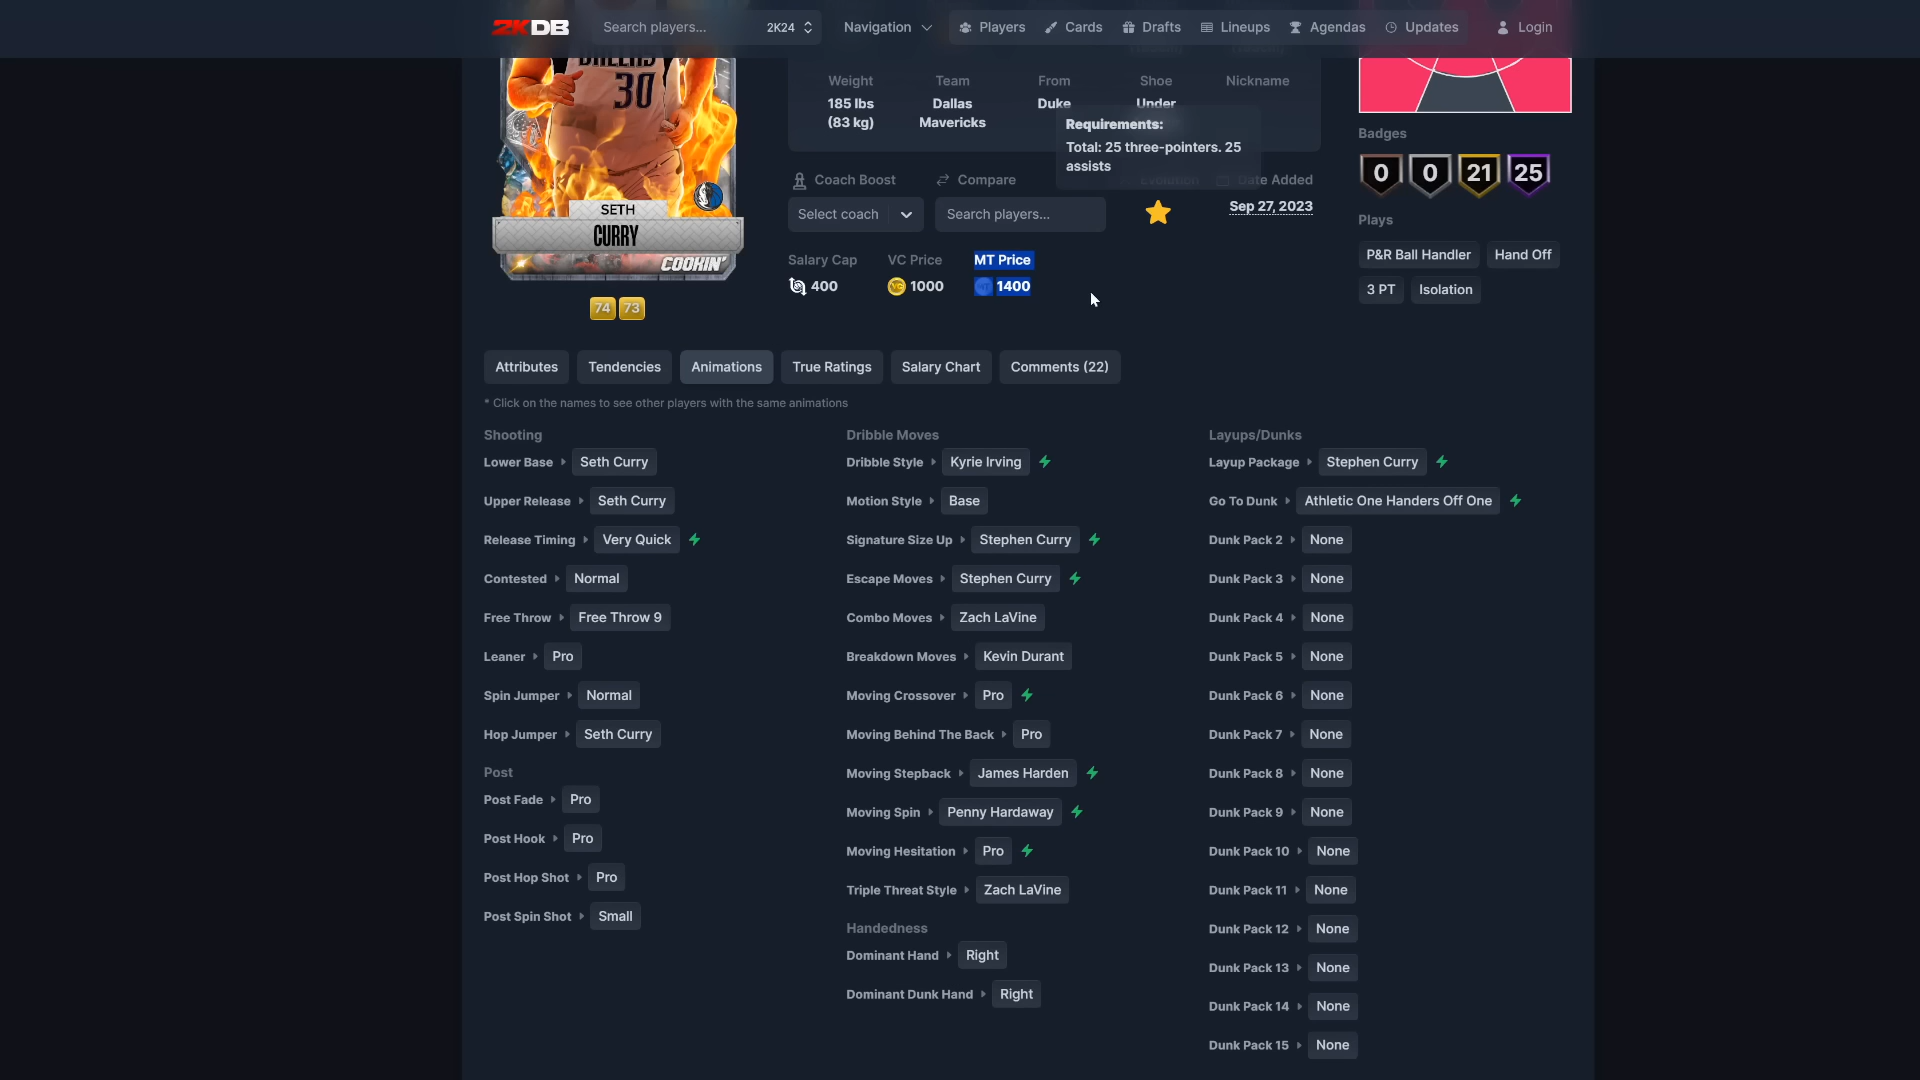 2KDB
Search players...
2K24
Navigation
Players
Cards
Drafts
Lineups
Agendas
Updates
Login
DALLAS
30
SETH
CURRY
COOKIN'
74 73
Weight
185 lbs
(83 kg)
Team
Dallas
Mavericks
From
Duke
Shoe
Under
Nickname
Requirements:
Total: 25 three-pointers. 25
assists
Coach Boost
Select coach
Compare
Search players...
Evolution
Date Added
Sep 27, 2023
Salary Cap
400
VC Price
1000
MT Price
1400
Badges
0 0 21 25
Plays
P&R Ball Handler
Hand Off
3 PT
Isolation
Attributes
Tendencies
Animations
True Ratings
Salary Chart
Comments (22)
* Click on the names to see other players with the same animations
Shooting
Lower Base Seth Curry
Upper Release Seth Curry
Release Timing Very Quick
Contested Normal
Free Throw Free Throw 9
Leaner Pro
Spin Jumper Normal
Hop Jumper Seth Curry
Post
Post Fade Pro
Post Hook Pro
Post Hop Shot Pro
Post Spin Shot Small
Dribble Moves
Dribble Style Kyrie Irving
Motion Style Base
Signature Size Up Stephen Curry
Escape Moves Stephen Curry
Combo Moves Zach LaVine
Breakdown Moves Kevin Durant
Moving Crossover Pro
Moving Behind The Back Pro
Moving Stepback James Harden
Moving Spin Penny Hardaway
Moving Hesitation Pro
Triple Threat Style Zach LaVine
Handedness
Dominant Hand Right
Dominant Dunk Hand Right
Layups/Dunks
Layup Package Stephen Curry
Go To Dunk Athletic One Handers Off One
Dunk Pack 2 None
Dunk Pack 3 None
Dunk Pack 4 None
Dunk Pack 5 None
Dunk Pack 6 None
Dunk Pack 7 None
Dunk Pack 8 None
Dunk Pack 9 None
Dunk Pack 10 None
Dunk Pack 11 None
Dunk Pack 12 None
Dunk Pack 13 None
Dunk Pack 14 None
Dunk Pack 15 None